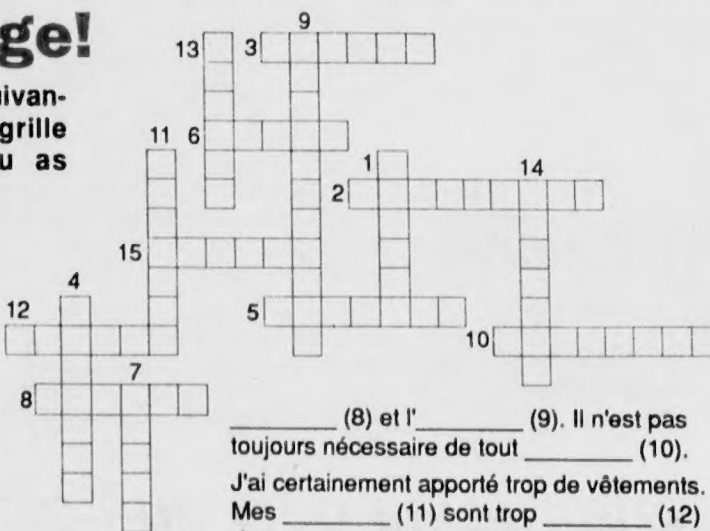 ge!
uivan-
grille
u as
9
13 3
11 6
1 14
2
15
4
5
12
10
7
8
________ (8) et l'________ (9). Il n'est pas
toujours nécessaire de tout ________ (10).
J'ai certainement apporté trop de vêtements.
Mes ________ (11) sont trop ________ (12)